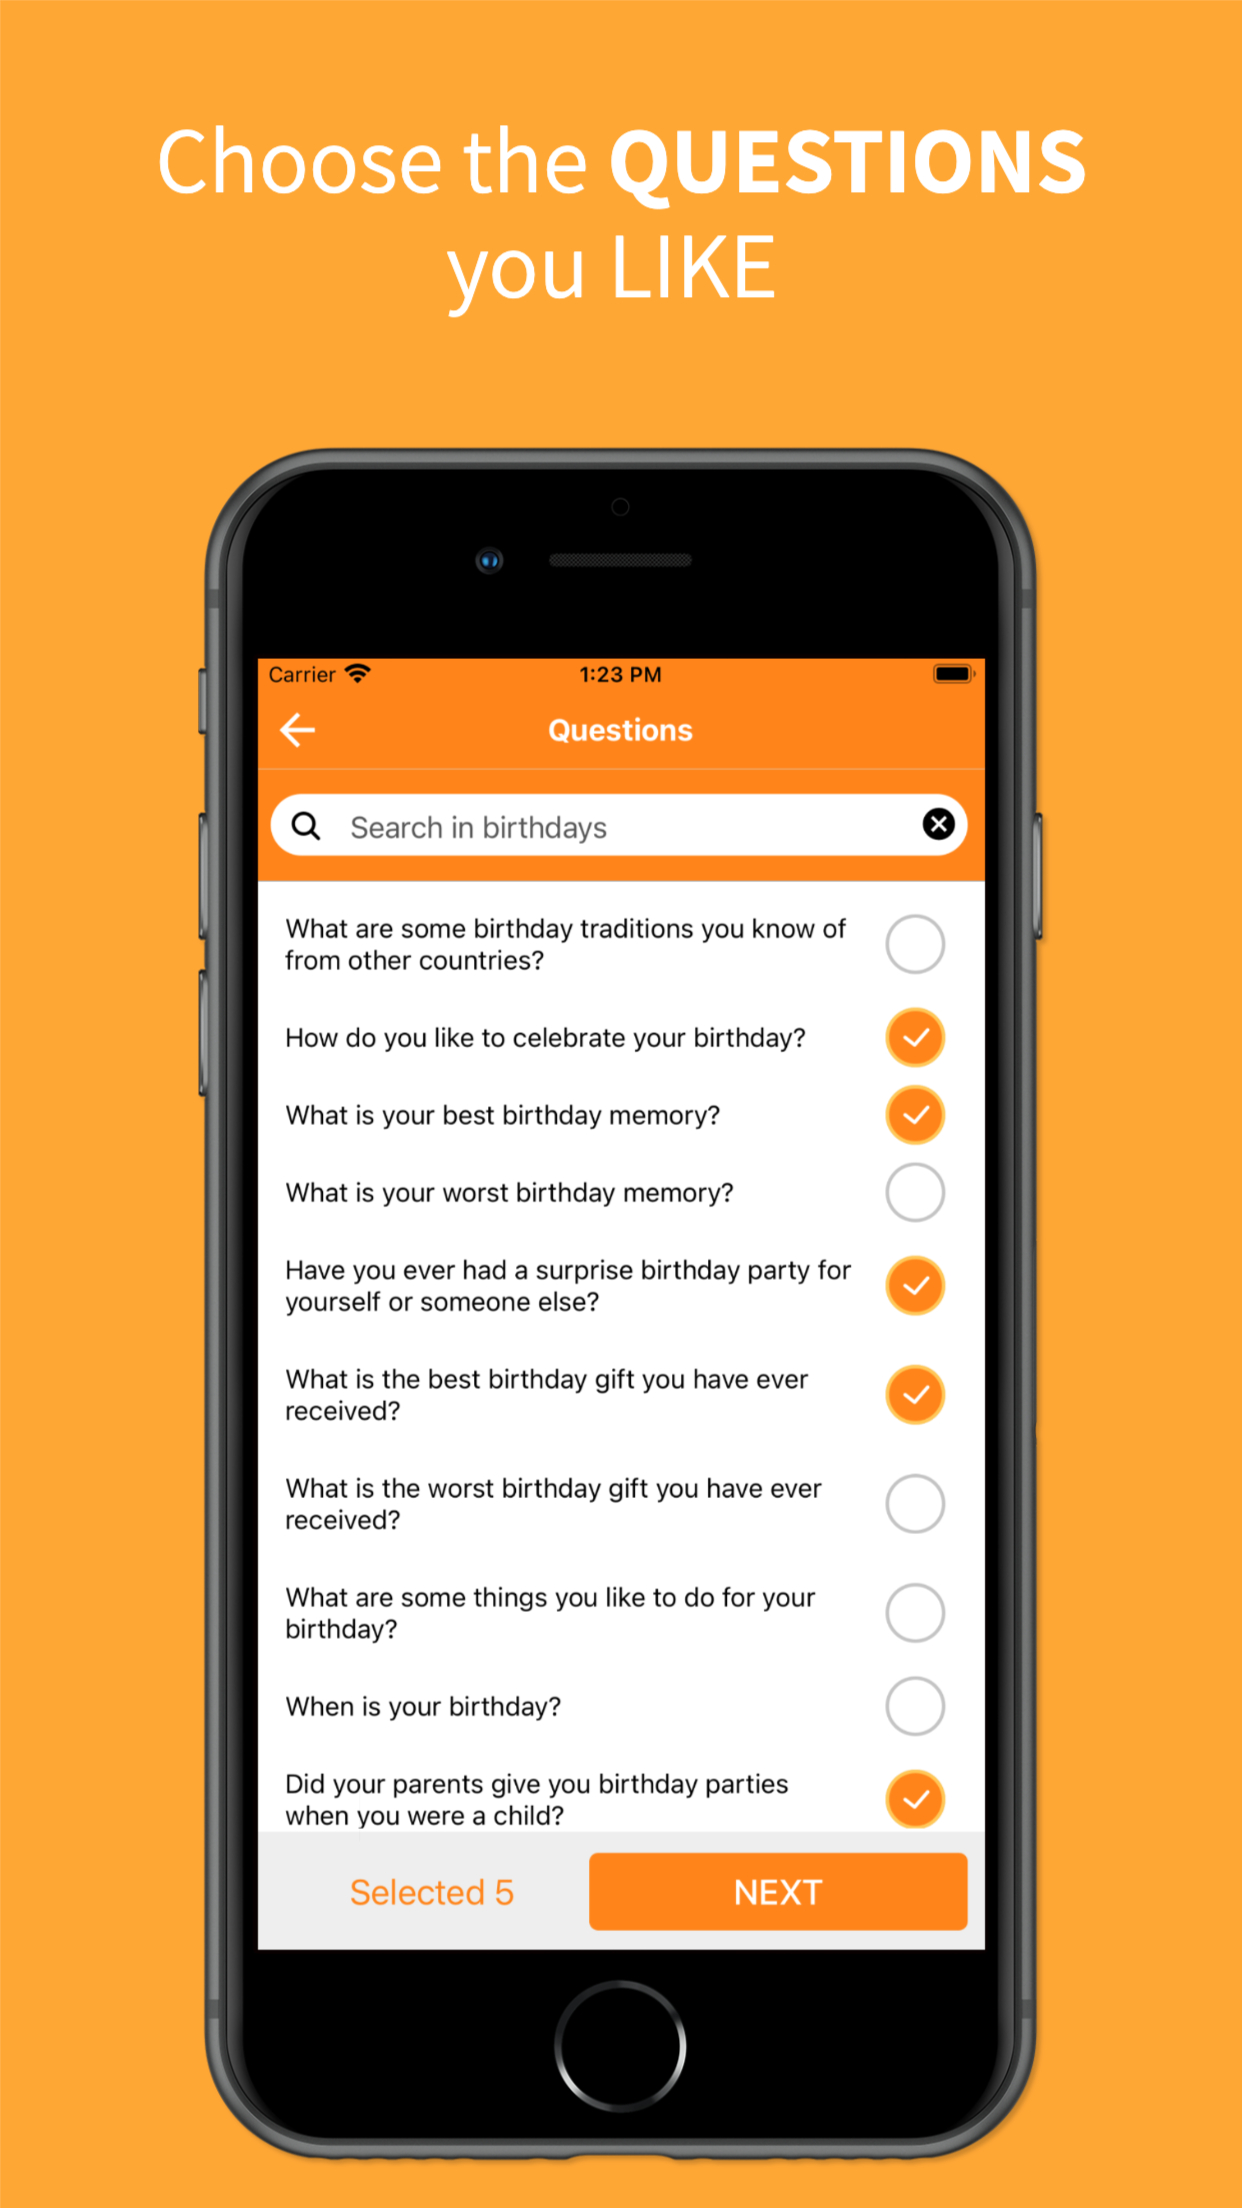 Choose the QUESTIONS
you LIKE
Carrier
1:23 PM
Questions
Search in birthdays
What are some birthday traditions you know of
from other countries?
How do you like to celebrate your birthday?
What is your best birthday memory?
What is your worst birthday memory?
Have you ever had a surprise birthday party for
yourself or someone else?
What is the best birthday gift you have ever
received?
What is the worst birthday gift you have ever
received?
What are some things you like to do for your
birthday?
When is your birthday?
Did your parents give you birthday parties
when you were a child?
Selected 5
NEXT